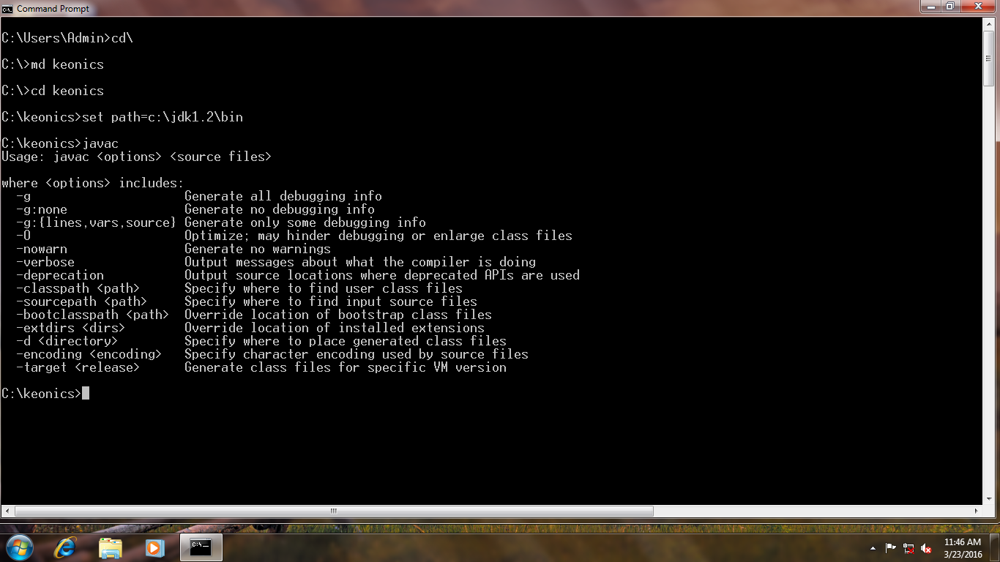 Command Prompt
C:\Users\Admin>cd\
C:\>md keonics
C:\>cd keonics
C:\keonics>set path=c:\jdk1.2\bin
C:\keonics>javac
Usage: javac <options> <source files>
where <options> includes:
  -g                     Generate all debugging info
  -g:none                Generate no debugging info
  -g:{lines,vars,source} Generate only some debugging info
  -O                     Optimize; may hinder debugging or enlarge class files
  -nowarn                Generate no warnings
  -verbose               Output messages about what the compiler is doing
  -deprecation           Output source locations where deprecated APIs are used
  -classpath <path>      Specify where to find user class files
  -sourcepath <path>     Specify where to find input source files
  -bootclasspath <path>  Override location of bootstrap class files
  -extdirs <dirs>        Override location of installed extensions
  -d <directory>         Specify where to place generated class files
  -encoding <encoding>   Specify character encoding used by source files
  -target <release>      Generate class files for specific VM version
C:\keonics>
11:46 AM
3/23/2016